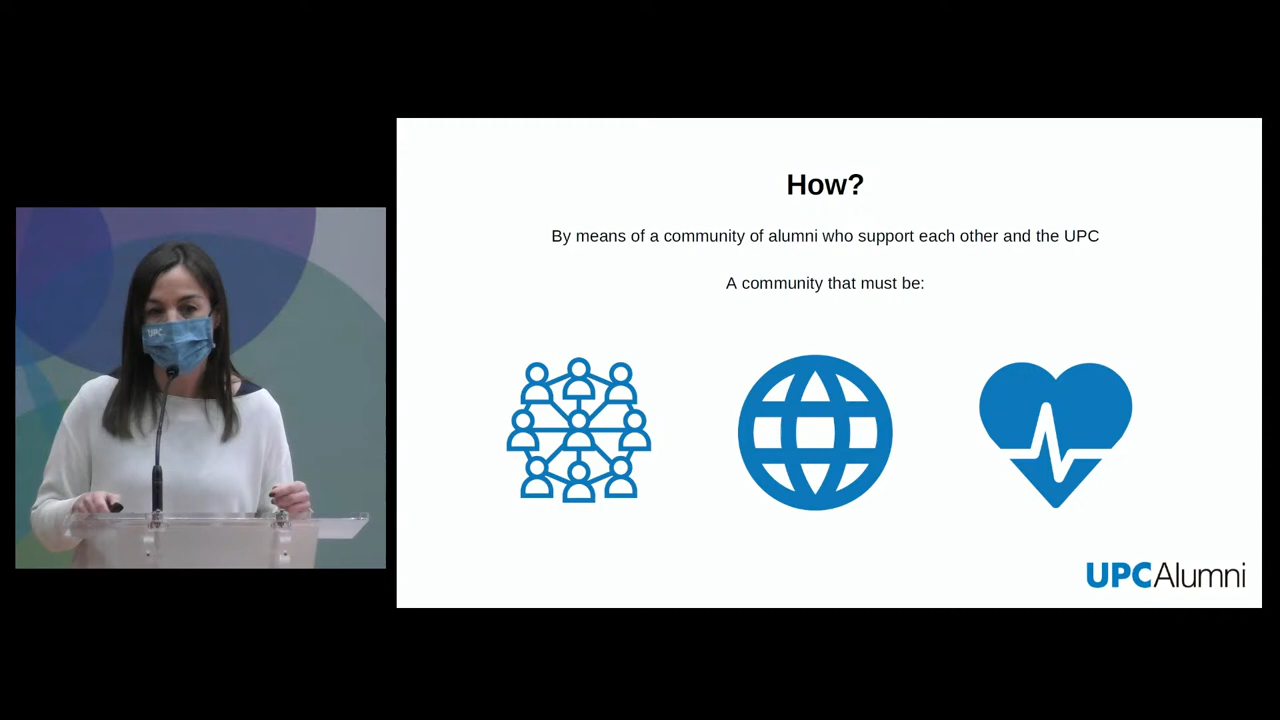 How?
By means of a community of alumni who support each other and the UPC
A community that must be:
UPC
UPCAlumni